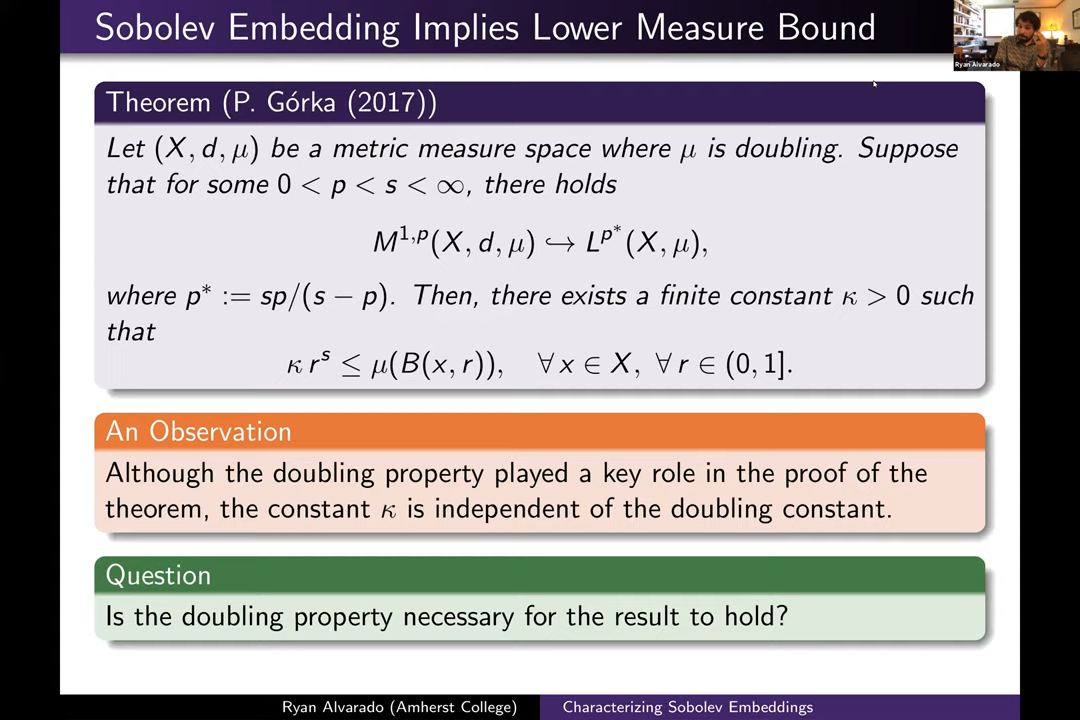 Sobolev Embedding Implies Lower Measure Bound
Ryan Alvarado
Theorem (P. Górka (2017))
Let (X, d, μ) be a metric measure space where μ is doubling. Suppose
that for some 0 < p < s < ∞, there holds
M^{1,p}(X, d, μ) ↪ L^{p*}(X, μ),
where p* := sp/(s − p). Then, there exists a finite constant κ > 0 such
that
κ r^s ≤ μ(B(x, r)), ∀ x ∈ X, ∀ r ∈ (0, 1].
An Observation
Although the doubling property played a key role in the proof of the
theorem, the constant κ is independent of the doubling constant.
Question
Is the doubling property necessary for the result to hold?
Ryan Alvarado (Amherst College)
Characterizing Sobolev Embeddings